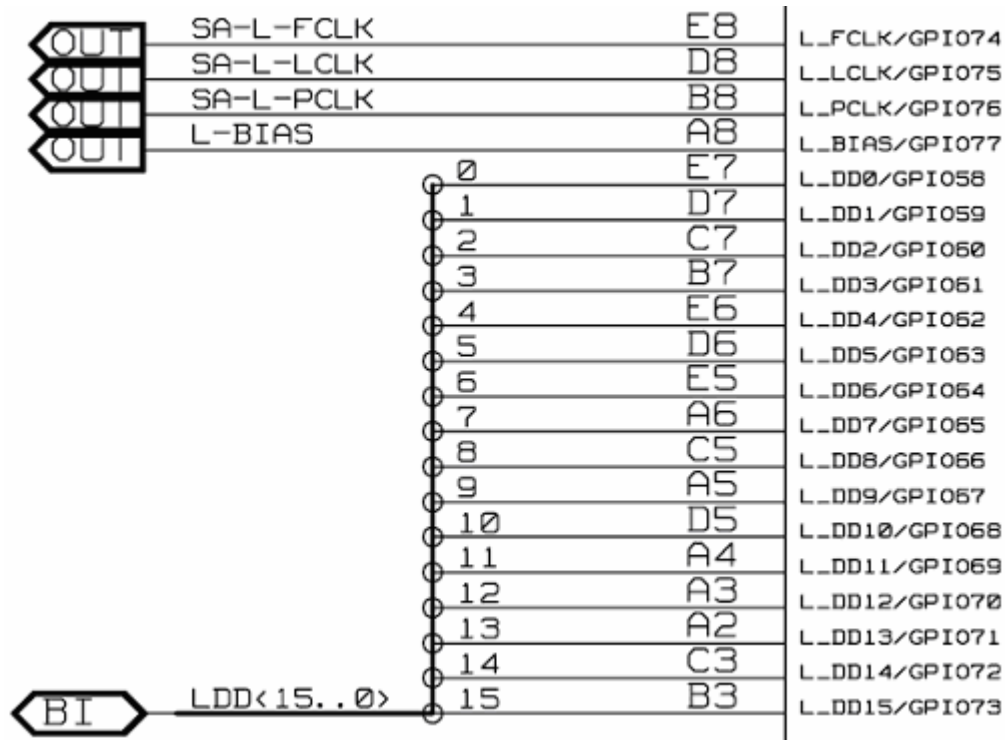 OUT SA-L-FCLK E8 L_FCLK/GPIO74
OUT SA-L-LCLK D8 L_LCLK/GPIO75
OUT SA-L-PCLK B8 L_PCLK/GPIO76
OUT L-BIAS A8 L_BIAS/GPIO77
0 E7 L_DD0/GPIO58
1 D7 L_DD1/GPIO59
2 C7 L_DD2/GPIO60
3 B7 L_DD3/GPIO61
4 E6 L_DD4/GPIO62
5 D6 L_DD5/GPIO63
6 E5 L_DD6/GPIO64
7 A6 L_DD7/GPIO65
8 C5 L_DD8/GPIO66
9 A5 L_DD9/GPIO67
10 D5 L_DD10/GPIO68
11 A4 L_DD11/GPIO69
12 A3 L_DD12/GPIO70
13 A2 L_DD13/GPIO71
14 C3 L_DD14/GPIO72
BI LDD<15..0> 15 B3 L_DD15/GPIO73